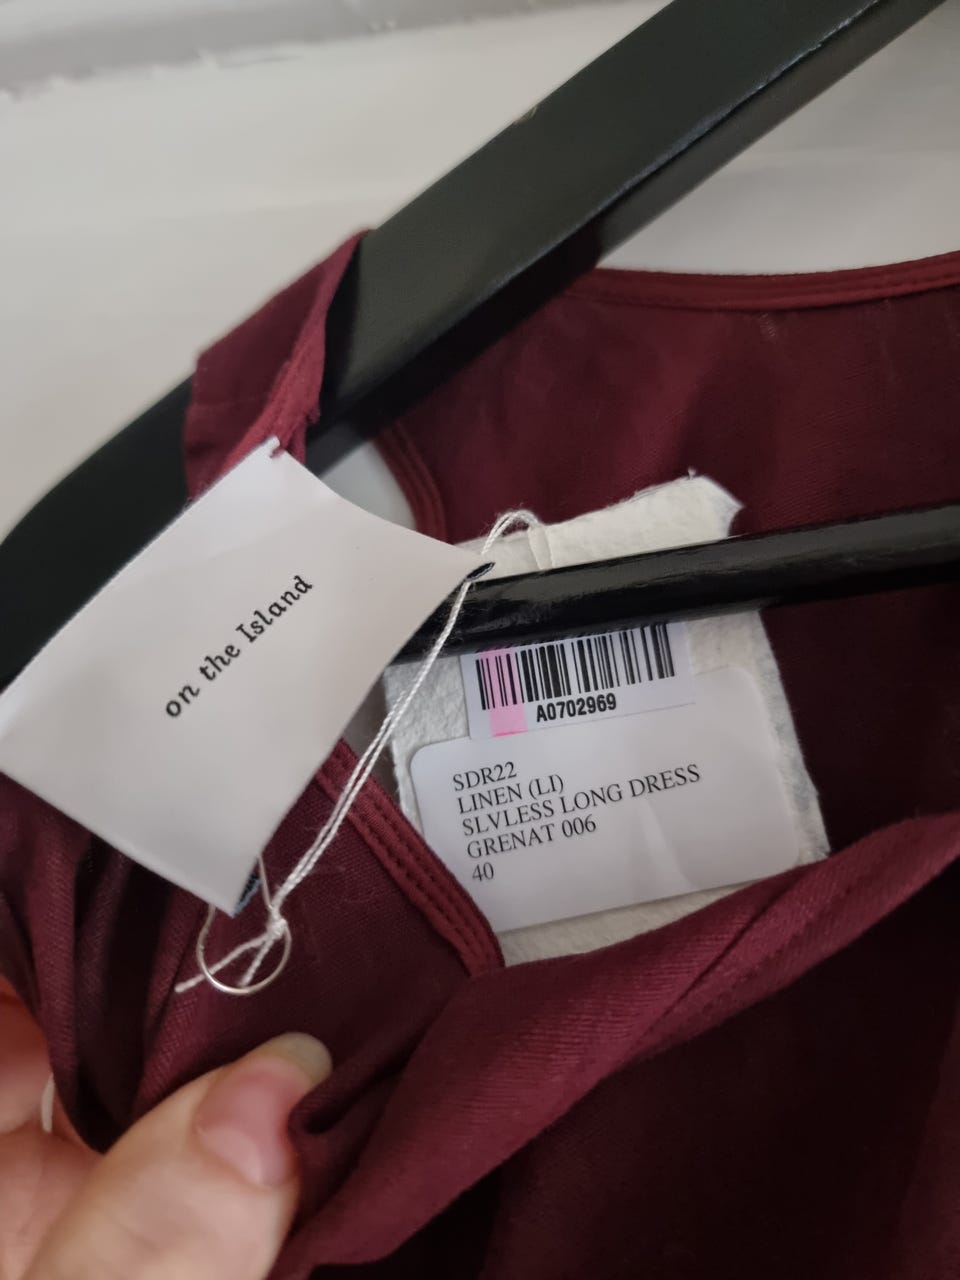 on the Island
A0702969
SDR22
LINEN (LI)
SLVLESS LONG DRESS
GRENAT 006
40